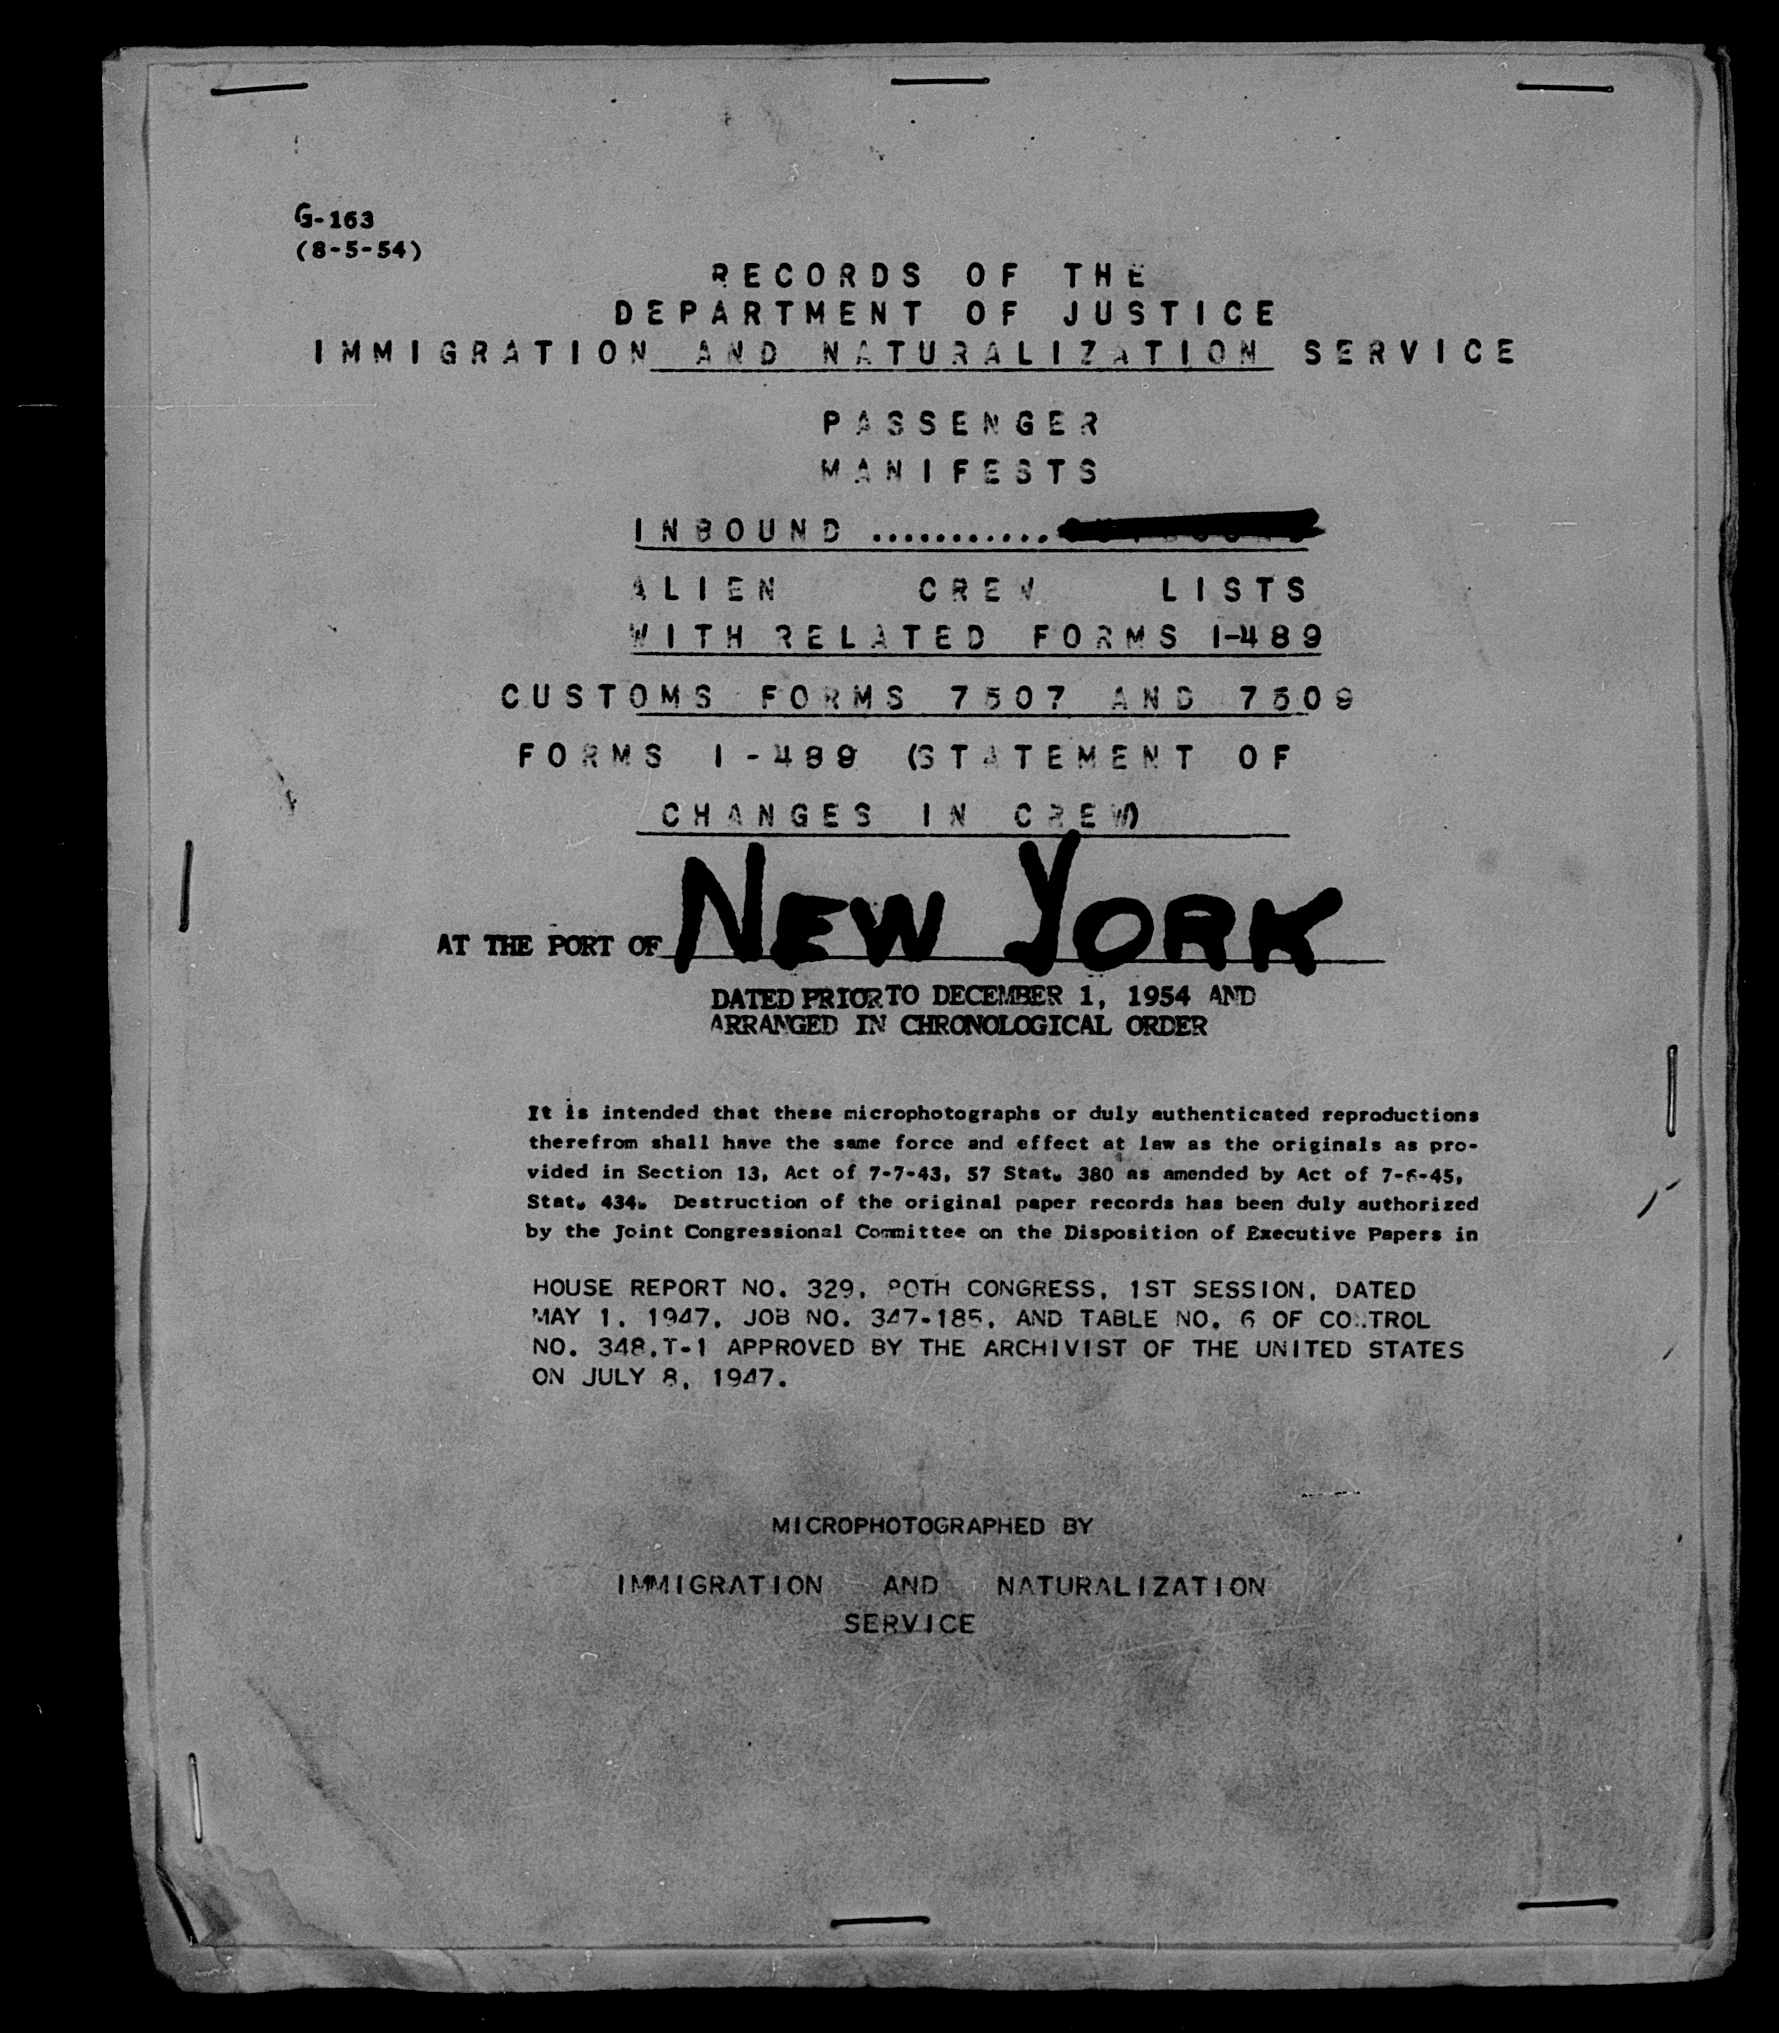 G-163
(8-5-54)
RECORDS OF THE
DEPARTMENT OF JUSTICE
IMMIGRATION AND NATURALIZATION SERVICE
PASSENGER
MANIFESTS
INBOUND ...........
ALIEN CREW LISTS
WITH RELATED FORMS I-489
CUSTOMS FORMS 7507 AND 7509
FORMS I-489 (STATEMENT OF
CHANGES IN CREW)
AT THE PORT OF NEW YORK
DATED PRIOR TO DECEMBER 1, 1954 AND
ARRANGED IN CHRONOLOGICAL ORDER
It is intended that these microphotographs or duly authenticated reproductions
therefrom shall have the same force and effect at law as the originals as pro-
vided in Section 13, Act of 7-7-43, 57 Stat. 380 as amended by Act of 7-6-45,
Stat. 434. Destruction of the original paper records has been duly authorized
by the Joint Congressional Committee on the Disposition of Executive Papers in
HOUSE REPORT NO. 329, 80TH CONGRESS, 1ST SESSION, DATED
MAY 1, 1947, JOB NO. 347-185, AND TABLE NO. 6 OF CONTROL
NO. 348,T-1 APPROVED BY THE ARCHIVIST OF THE UNITED STATES
ON JULY 8, 1947.
MICROPHOTOGRAPHED BY
IMMIGRATION AND NATURALIZATION
SERVICE